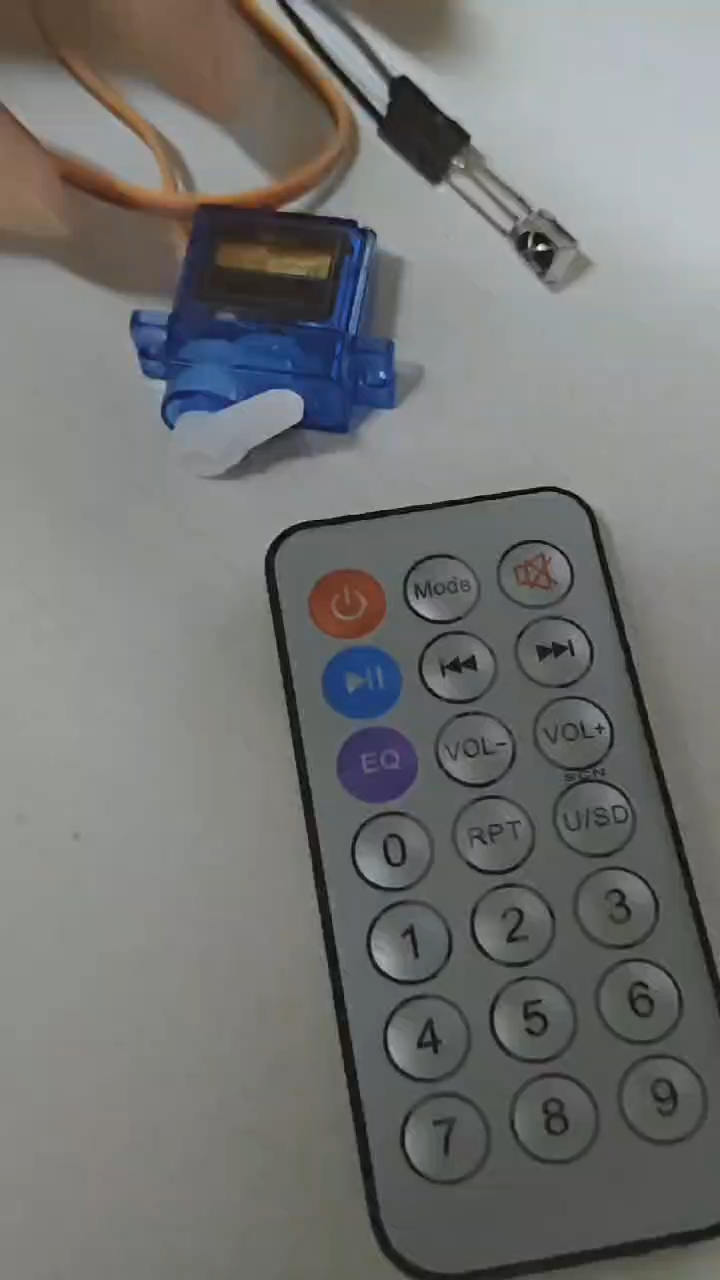 Mode
EQ VOL- VOL+
SCN
0 RPT U/SD
1 2 3
4 5 6
7 8 9